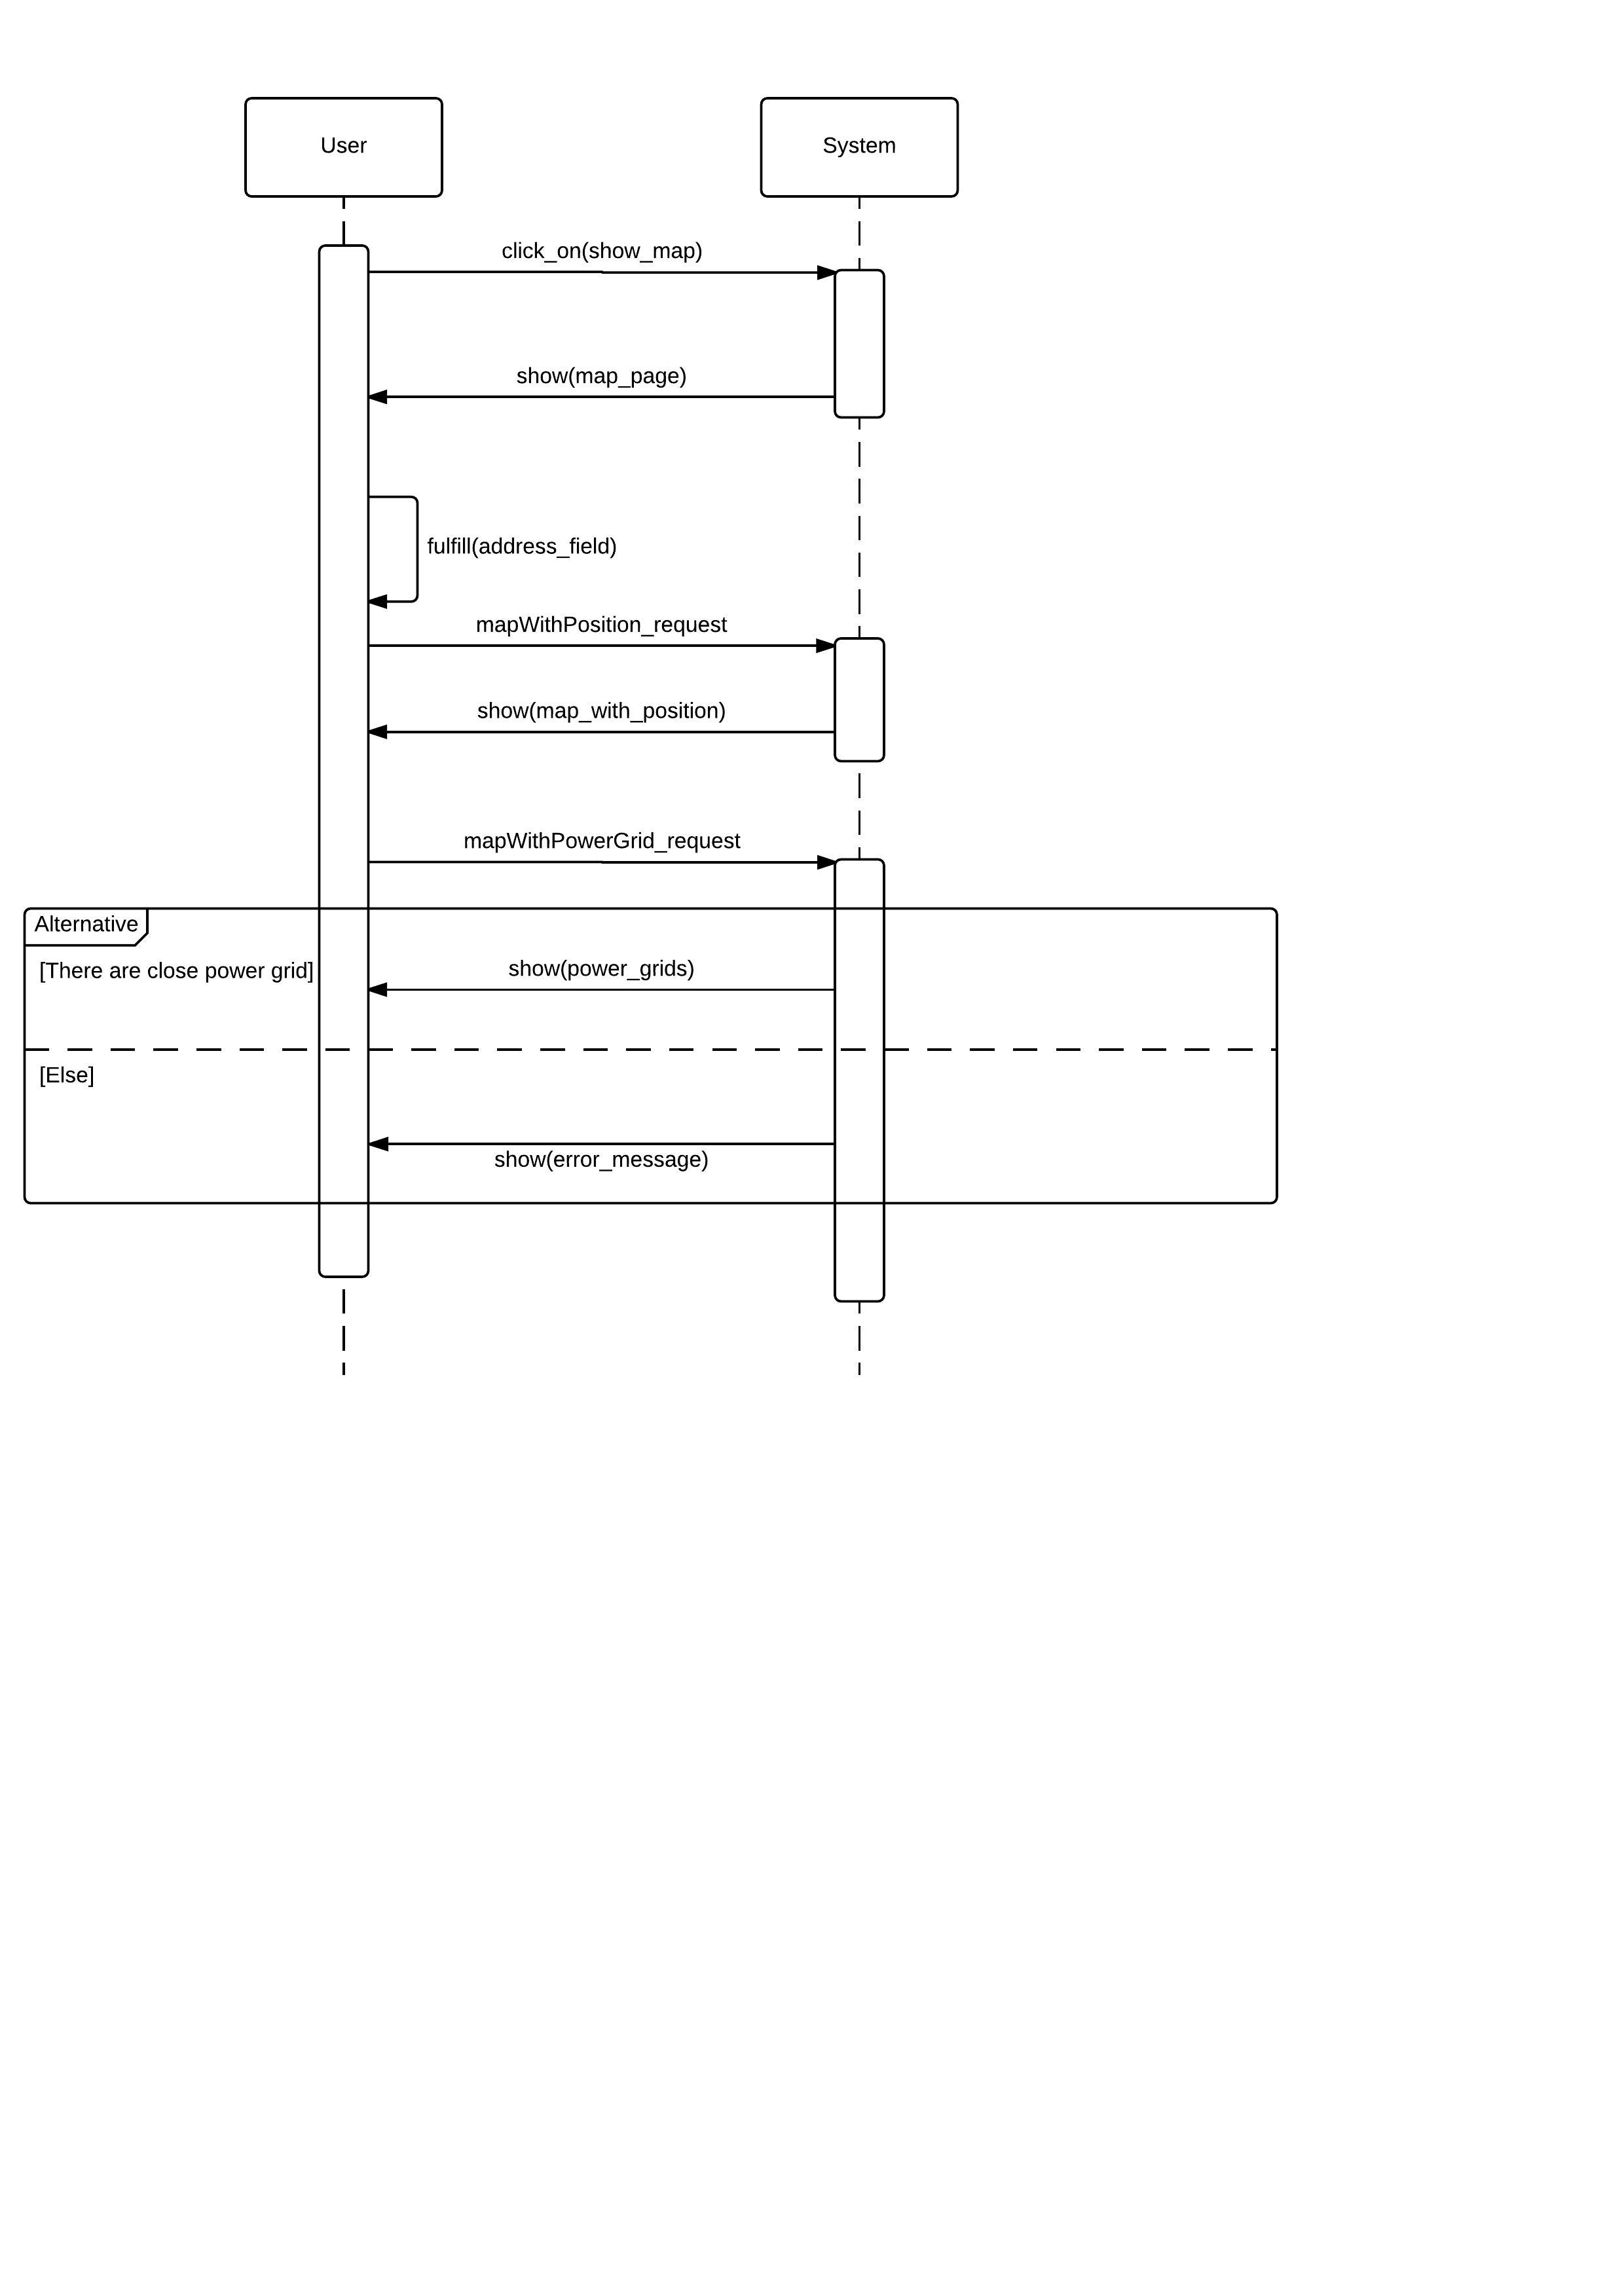 User
System
click_on(show_map)
show(map_page)
fulfill(address_field)
mapWithPosition_request
show(map_with_position)
mapWithPowerGrid_request
Alternative
[There are close power grid]
show(power_grids)
[Else]
show(error_message)